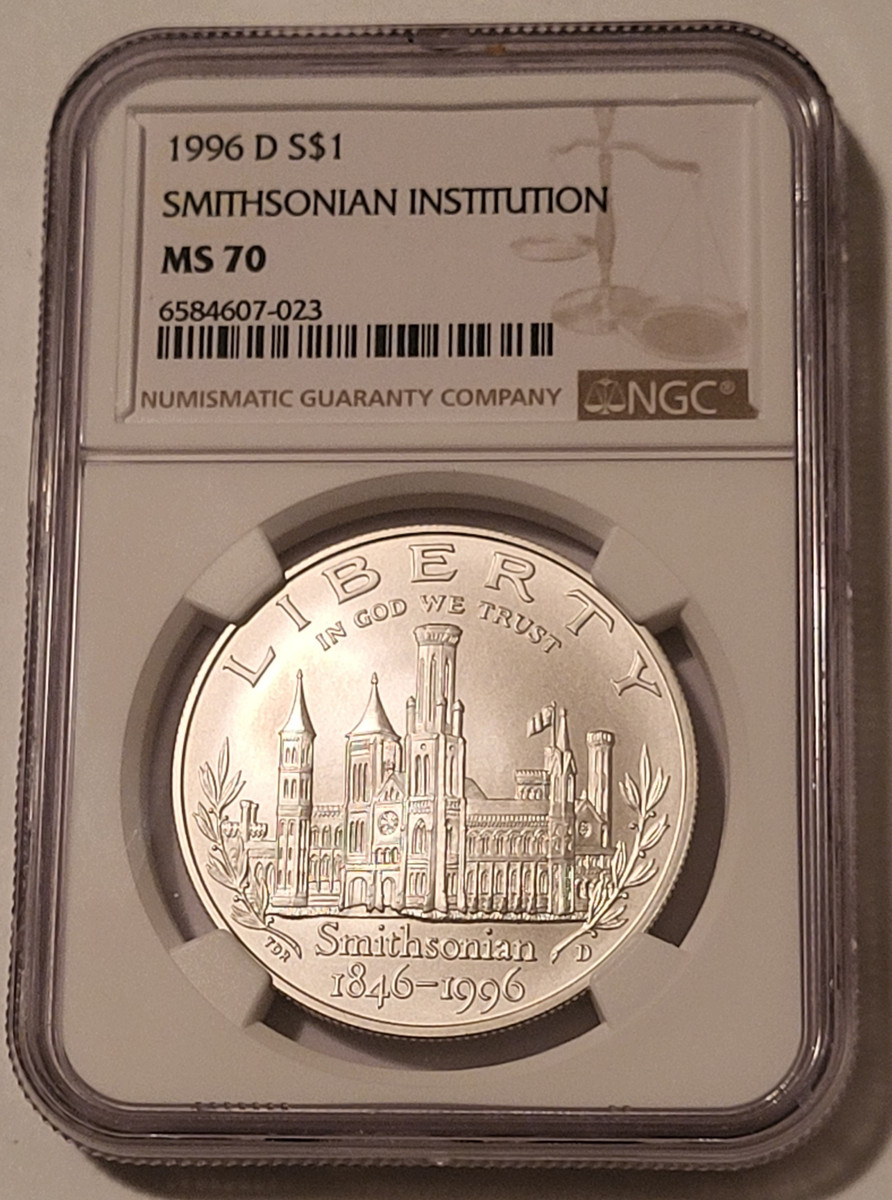 1996 D S$1
SMITHSONIAN INSTITUTION
MS 70
6584607-023
NUMISMATIC GUARANTY COMPANY NGC®
LIBERTY
IN GOD WE TRUST
TDR Smithsonian D
1846-1996